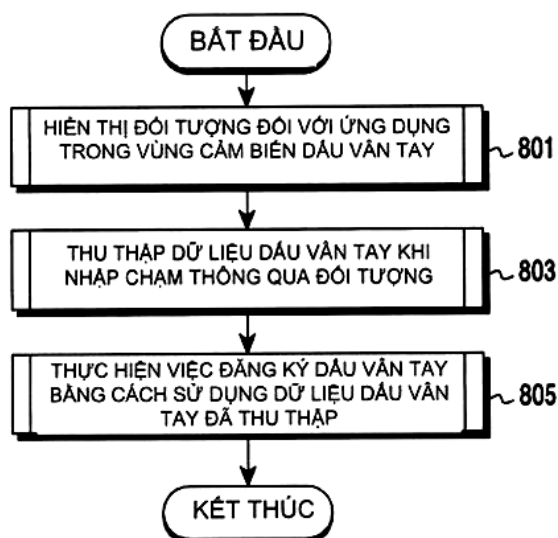 BẮT ĐẦU
HIỂN THỊ ĐỐI TƯỢNG ĐỐI VỚI ỨNG DỤNG
TRONG VÙNG CẢM BIẾN DẤU VÂN TAY
801
THU THẬP DỮ LIỆU DẤU VÂN TAY KHI
NHẬP CHẠM THÔNG QUA ĐỐI TƯỢNG
803
THỰC HIỆN VIỆC ĐĂNG KÝ DẤU VÂN TAY
BẰNG CÁCH SỬ DỤNG DỮ LIỆU DẤU VÂN
TAY ĐÃ THU THẬP
805
KẾT THÚC